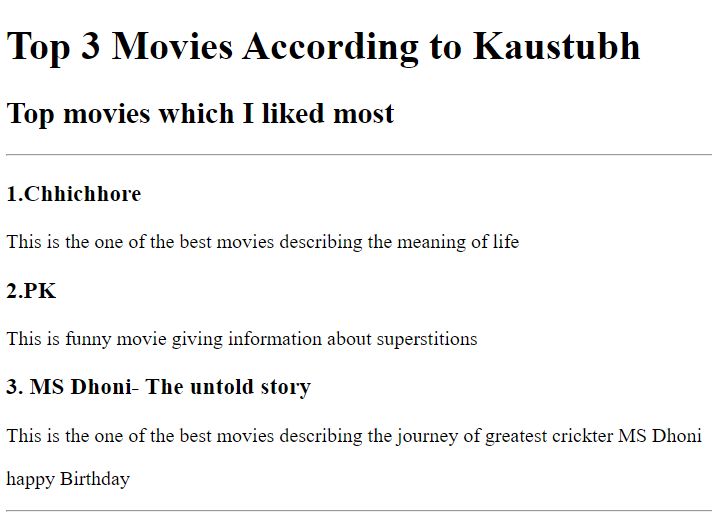 Top 3 Movies According to Kaustubh
Top movies which I liked most
1.Chhichhore
This is the one of the best movies describing the meaning of life
2.PK
This is funny movie giving information about superstitions
3. MS Dhoni- The untold story
This is the one of the best movies describing the journey of greatest crickter MS Dhoni
happy Birthday